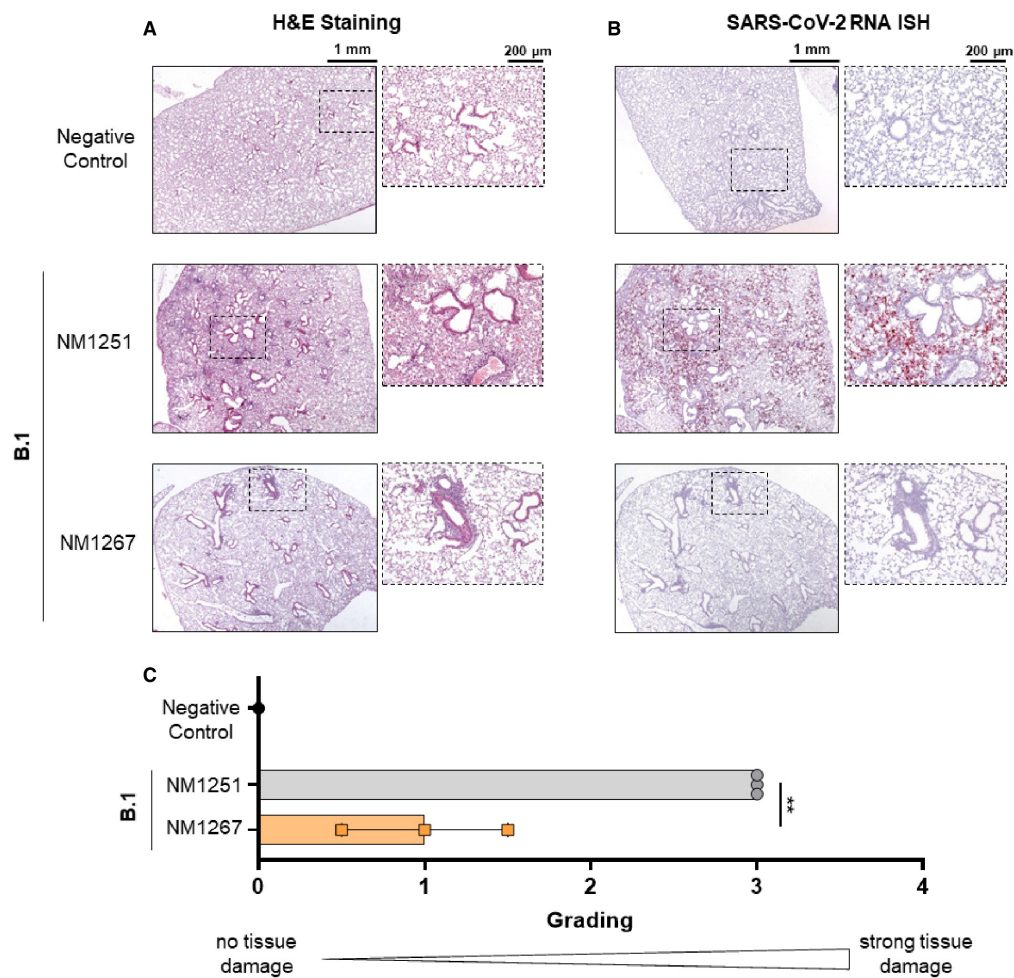 A
H&E Staining
1 mm
200 μm
B
SARS-CoV-2 RNA ISH
1 mm
200 μm
Negative
Control
B.1
NM1251
NM1267
C
Negative
Control
B.1
NM1251
NM1267
**
0 1 2 3 4
Grading
no tissue
damage
strong tissue
damage